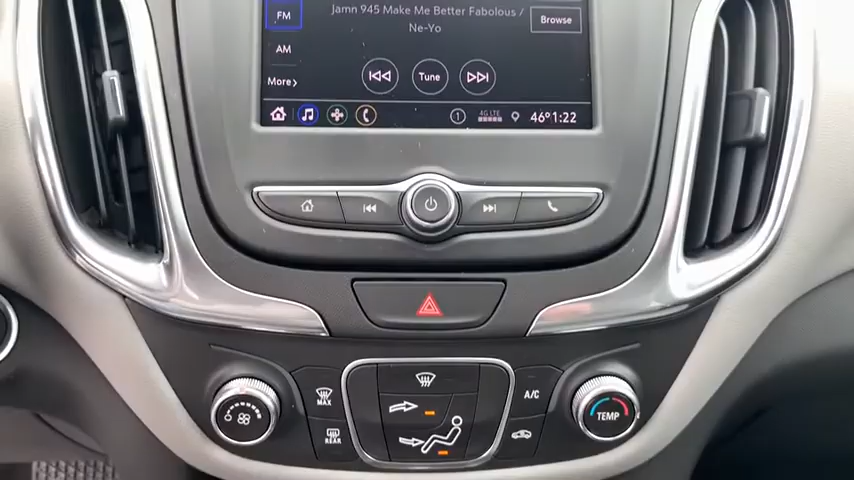 FM
Jamn 945 Make Me Better Fabolous /
Ne-Yo
Browse
AM
More
Tune
1
4G LTE
46° 1:22
MAX
A/C
REAR
TEMP